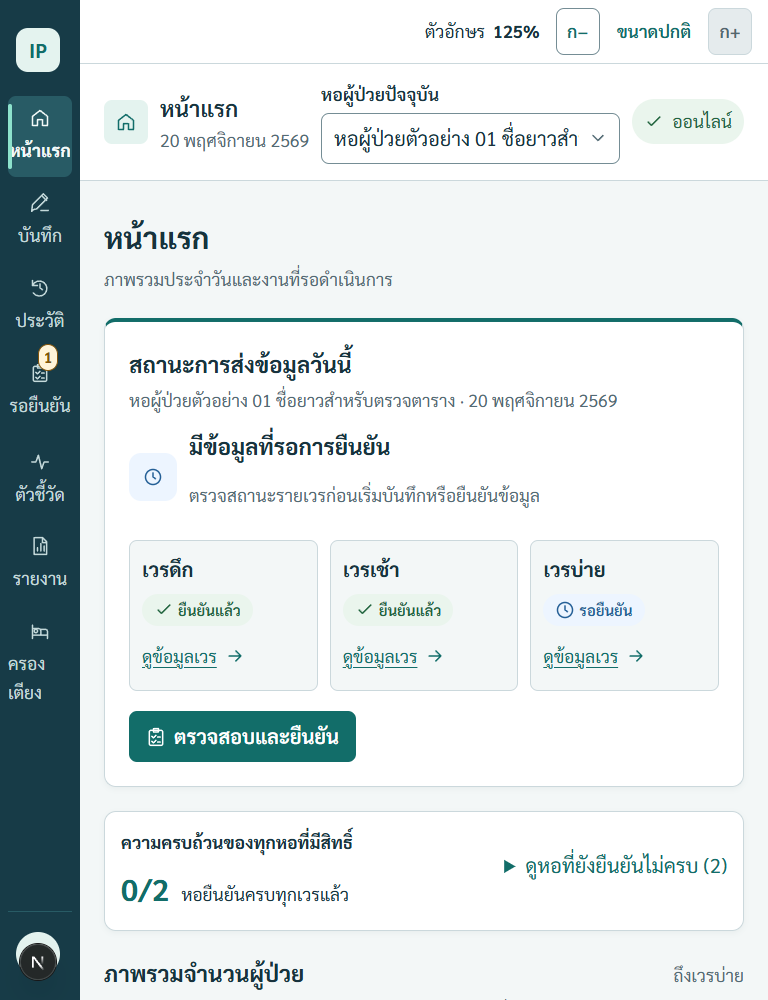 ตัวอักษร 125% ก− ขนาดปกติ ก+
IP
หน้าแรก
บันทึก
ประวัติ
1
รอยืนยัน
ตัวชี้วัด
รายงาน
ครอง
เตียง
N
หน้าแรก
20 พฤศจิกายน 2569
หอผู้ป่วยปัจจุบัน
หอผู้ป่วยตัวอย่าง 01 ชื่อยาวสำ
ออนไลน์
หน้าแรก
ภาพรวมประจำวันและงานที่รอดำเนินการ
สถานะการส่งข้อมูลวันนี้
หอผู้ป่วยตัวอย่าง 01 ชื่อยาวสำหรับตรวจตาราง · 20 พฤศจิกายน 2569
มีข้อมูลที่รอการยืนยัน
ตรวจสถานะรายเวรก่อนเริ่มบันทึกหรือยืนยันข้อมูล
เวรดึก
ยืนยันแล้ว
ดูข้อมูลเวร →
เวรเช้า
ยืนยันแล้ว
ดูข้อมูลเวร →
เวรบ่าย
รอยืนยัน
ดูข้อมูลเวร →
ตรวจสอบและยืนยัน
ความครบถ้วนของทุกหอที่มีสิทธิ์
0/2 หอยืนยันครบทุกเวรแล้ว
▶ ดูหอที่ยังยืนยันไม่ครบ (2)
ภาพรวมจำนวนผู้ป่วย
ถึงเวรบ่าย